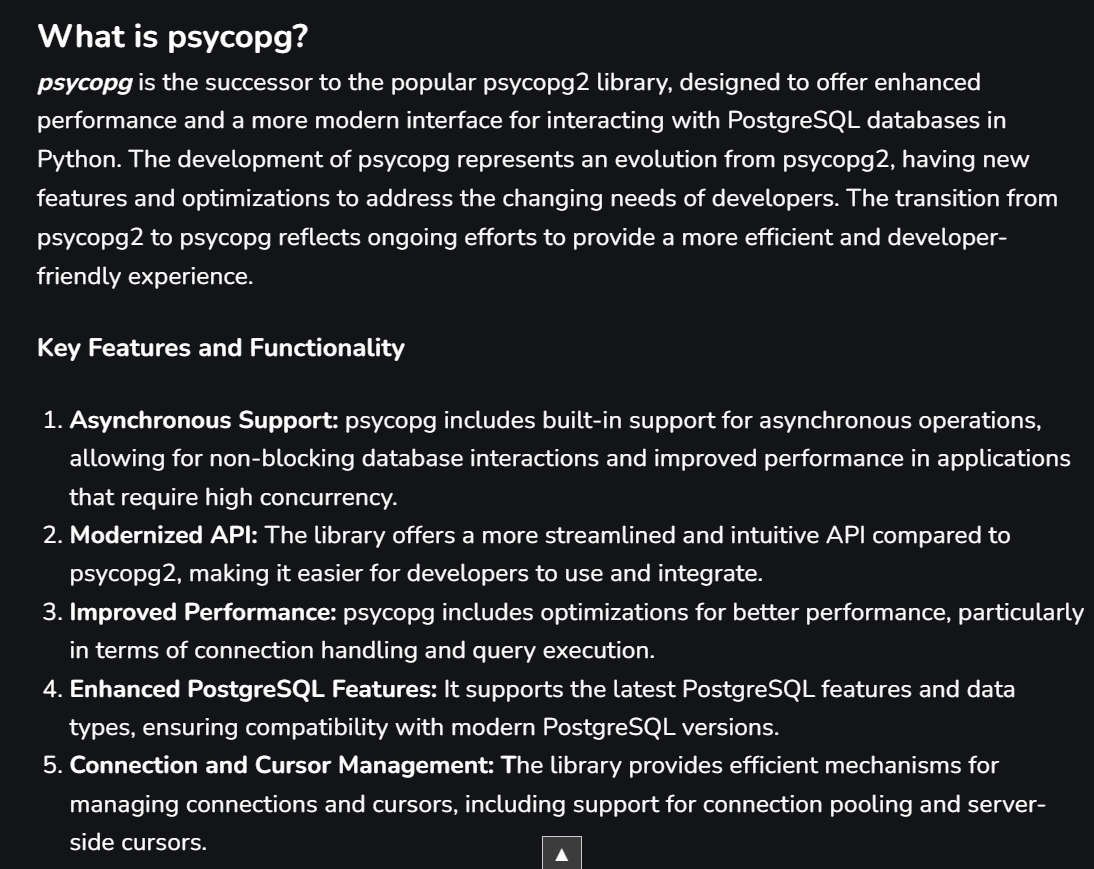 What is psycopg?
psycopg is the successor to the popular psycopg2 library, designed to offer enhanced
performance and a more modern interface for interacting with PostgreSQL databases in
Python. The development of psycopg represents an evolution from psycopg2, having new
features and optimizations to address the changing needs of developers. The transition from
psycopg2 to psycopg reflects ongoing efforts to provide a more efficient and developer-
friendly experience.
Key Features and Functionality
1. Asynchronous Support: psycopg includes built-in support for asynchronous operations,
allowing for non-blocking database interactions and improved performance in applications
that require high concurrency.
2. Modernized API: The library offers a more streamlined and intuitive API compared to
psycopg2, making it easier for developers to use and integrate.
3. Improved Performance: psycopg includes optimizations for better performance, particularly
in terms of connection handling and query execution.
4. Enhanced PostgreSQL Features: It supports the latest PostgreSQL features and data
types, ensuring compatibility with modern PostgreSQL versions.
5. Connection and Cursor Management: The library provides efficient mechanisms for
managing connections and cursors, including support for connection pooling and server-
side cursors.